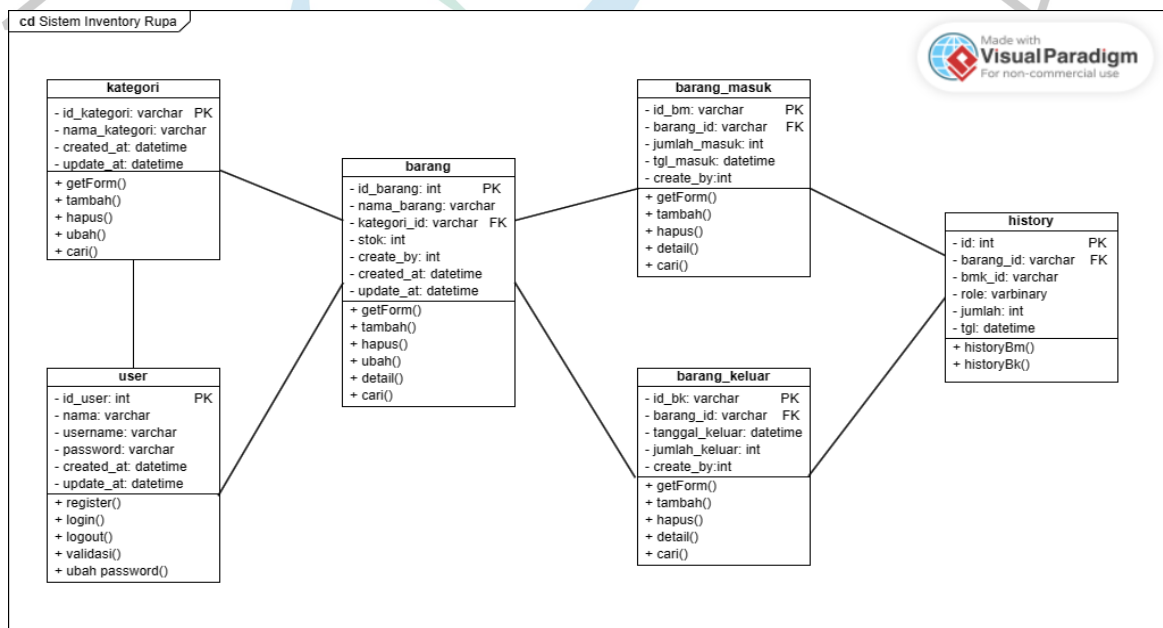 cd Sistem Inventory Rupa
Made with
Visual Paradigm
For non-commercial use
kategori
- id_kategori: varchar PK
- nama_kategori: varchar
- created_at: datetime
- update_at: datetime
+ getForm()
+ tambah()
+ hapus()
+ ubah()
+ cari()
user
- id_user: int PK
- nama: varchar
- username: varchar
- password: varchar
- created_at: datetime
- update_at: datetime
+ register()
+ login()
+ logout()
+ validasi()
+ ubah password()
barang
- id_barang: int PK
- nama_barang: varchar
- kategori_id: varchar FK
- stok: int
- create_by: int
- created_at: datetime
- update_at: datetime
+ getForm()
+ tambah()
+ hapus()
+ ubah()
+ detail()
+ cari()
barang_masuk
- id_bm: varchar PK
- barang_id: varchar FK
- jumlah_masuk: int
- tgl_masuk: datetime
- create_by:int
+ getForm()
+ tambah()
+ hapus()
+ detail()
+ cari()
barang_keluar
- id_bk: varchar PK
- barang_id: varchar FK
- tanggal_keluar: datetime
- jumlah_keluar: int
- create_by:int
+ getForm()
+ tambah()
+ hapus()
+ detail()
+ cari()
history
- id: int PK
- barang_id: varchar FK
- bmk_id: varchar
- role: varbinary
- jumlah: int
- tgl: datetime
+ historyBm()
+ historyBk()